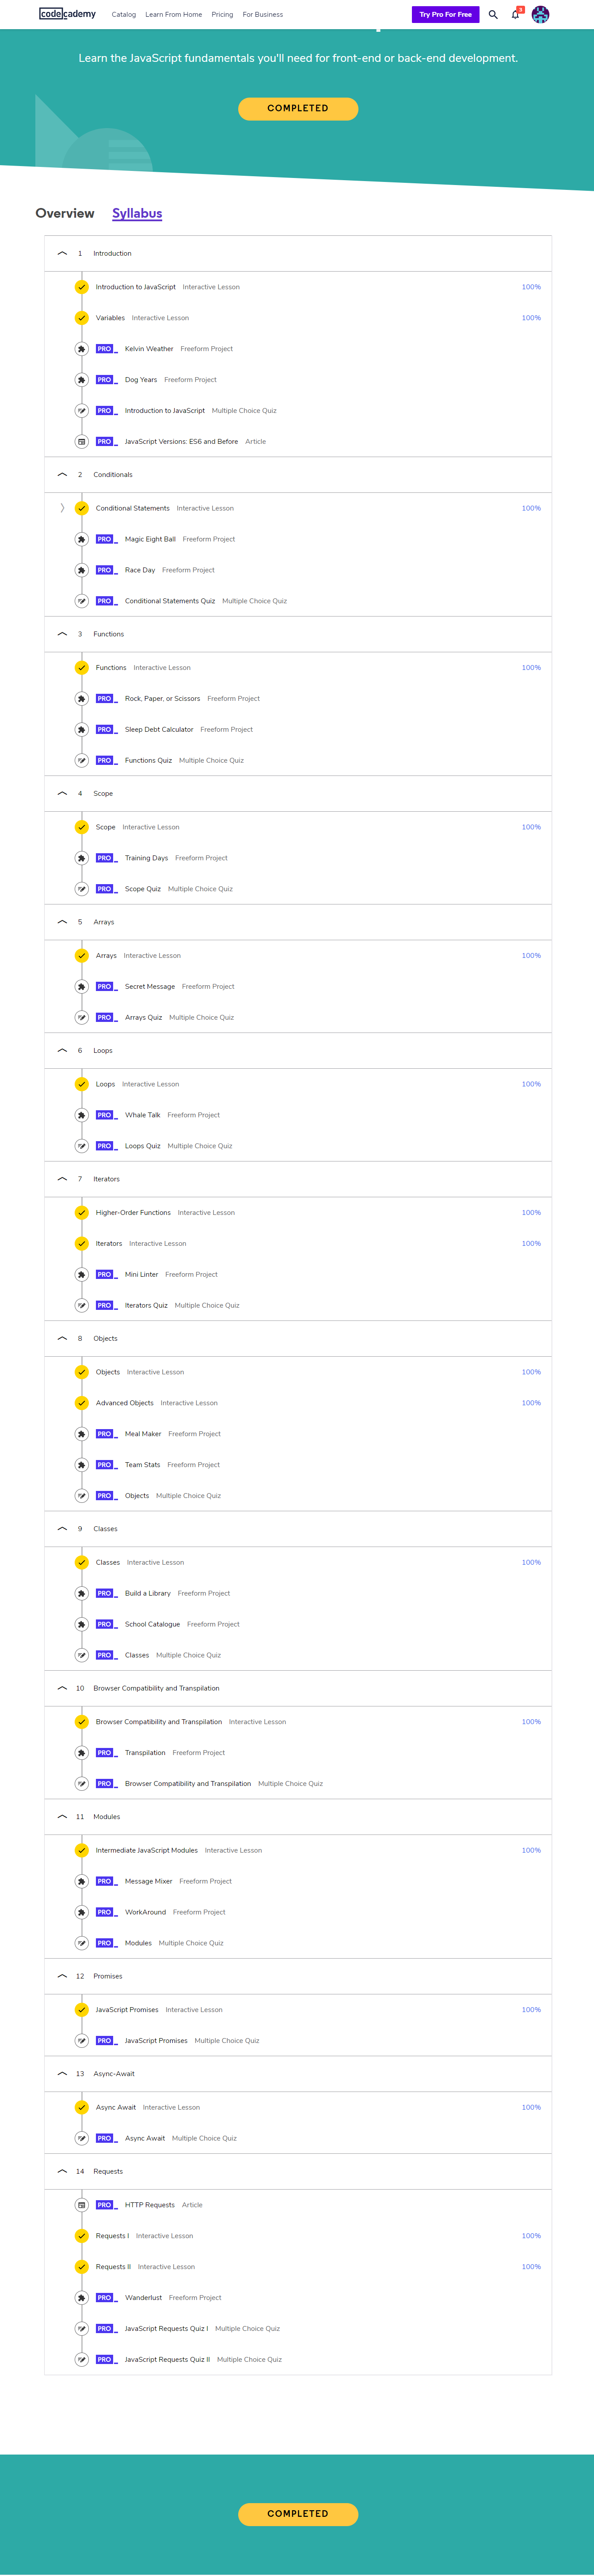 codecademy Catalog Learn From Home Pricing For Business Try Pro For Free 3
Learn the JavaScript fundamentals you'll need for front-end or back-end development.
COMPLETED
Overview Syllabus
1 Introduction
Introduction to JavaScript Interactive Lesson 100%
Variables Interactive Lesson 100%
PRO Kelvin Weather Freeform Project
PRO Dog Years Freeform Project
PRO Introduction to JavaScript Multiple Choice Quiz
PRO JavaScript Versions: ES6 and Before Article
2 Conditionals
Conditional Statements Interactive Lesson 100%
PRO Magic Eight Ball Freeform Project
PRO Race Day Freeform Project
PRO Conditional Statements Quiz Multiple Choice Quiz
3 Functions
Functions Interactive Lesson 100%
PRO Rock, Paper, or Scissors Freeform Project
PRO Sleep Debt Calculator Freeform Project
PRO Functions Quiz Multiple Choice Quiz
4 Scope
Scope Interactive Lesson 100%
PRO Training Days Freeform Project
PRO Scope Quiz Multiple Choice Quiz
5 Arrays
Arrays Interactive Lesson 100%
PRO Secret Message Freeform Project
PRO Arrays Quiz Multiple Choice Quiz
6 Loops
Loops Interactive Lesson 100%
PRO Whale Talk Freeform Project
PRO Loops Quiz Multiple Choice Quiz
7 Iterators
Higher-Order Functions Interactive Lesson 100%
Iterators Interactive Lesson 100%
PRO Mini Linter Freeform Project
PRO Iterators Quiz Multiple Choice Quiz
8 Objects
Objects Interactive Lesson 100%
Advanced Objects Interactive Lesson 100%
PRO Meal Maker Freeform Project
PRO Team Stats Freeform Project
PRO Objects Multiple Choice Quiz
9 Classes
Classes Interactive Lesson 100%
PRO Build a Library Freeform Project
PRO School Catalogue Freeform Project
PRO Classes Multiple Choice Quiz
10 Browser Compatibility and Transpilation
Browser Compatibility and Transpilation Interactive Lesson 100%
PRO Transpilation Freeform Project
PRO Browser Compatibility and Transpilation Multiple Choice Quiz
11 Modules
Intermediate JavaScript Modules Interactive Lesson 100%
PRO Message Mixer Freeform Project
PRO WorkAround Freeform Project
PRO Modules Multiple Choice Quiz
12 Promises
JavaScript Promises Interactive Lesson 100%
PRO JavaScript Promises Multiple Choice Quiz
13 Async-Await
Async Await Interactive Lesson 100%
PRO Async Await Multiple Choice Quiz
14 Requests
PRO HTTP Requests Article
Requests I Interactive Lesson 100%
Requests II Interactive Lesson 100%
PRO Wanderlust Freeform Project
PRO JavaScript Requests Quiz I Multiple Choice Quiz
PRO JavaScript Requests Quiz II Multiple Choice Quiz
COMPLETED